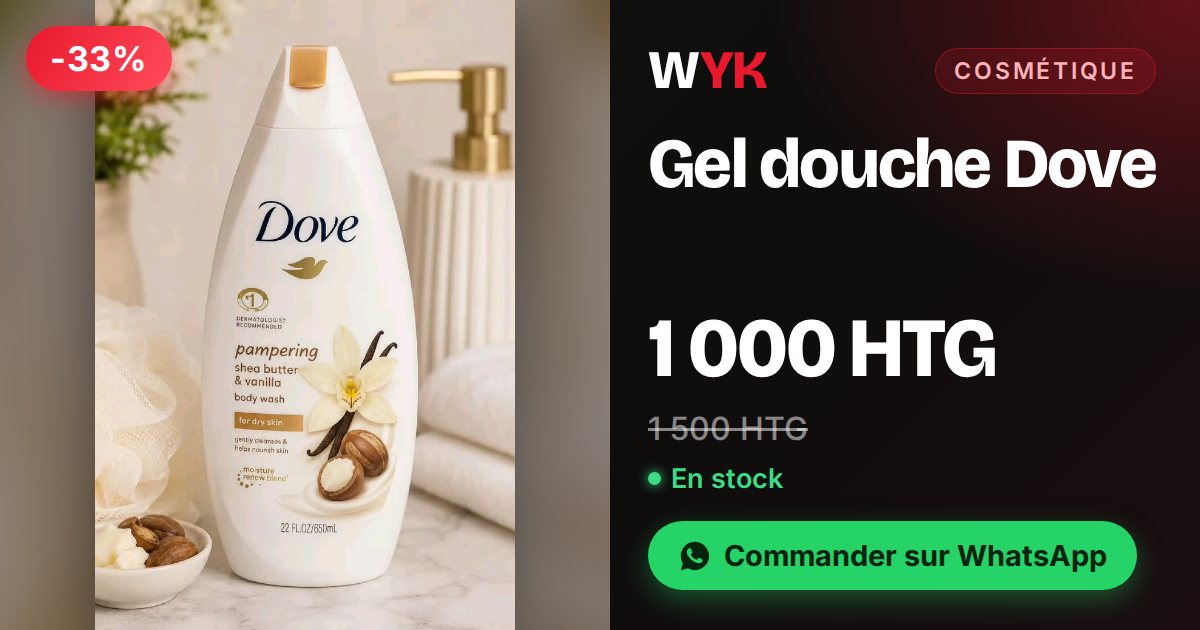 -33%
Dove
#1
DERMATOLOGIST
RECOMMENDED
pampering
shea butter
& vanilla
body wash
for dry skin
gently cleanses &
helps nourish skin
moisture
renew blend
22 FL.OZ/650mL
WYK
COSMÉTIQUE
Gel douche Dove
1 000 HTG
1 500 HTG
En stock
Commander sur WhatsApp